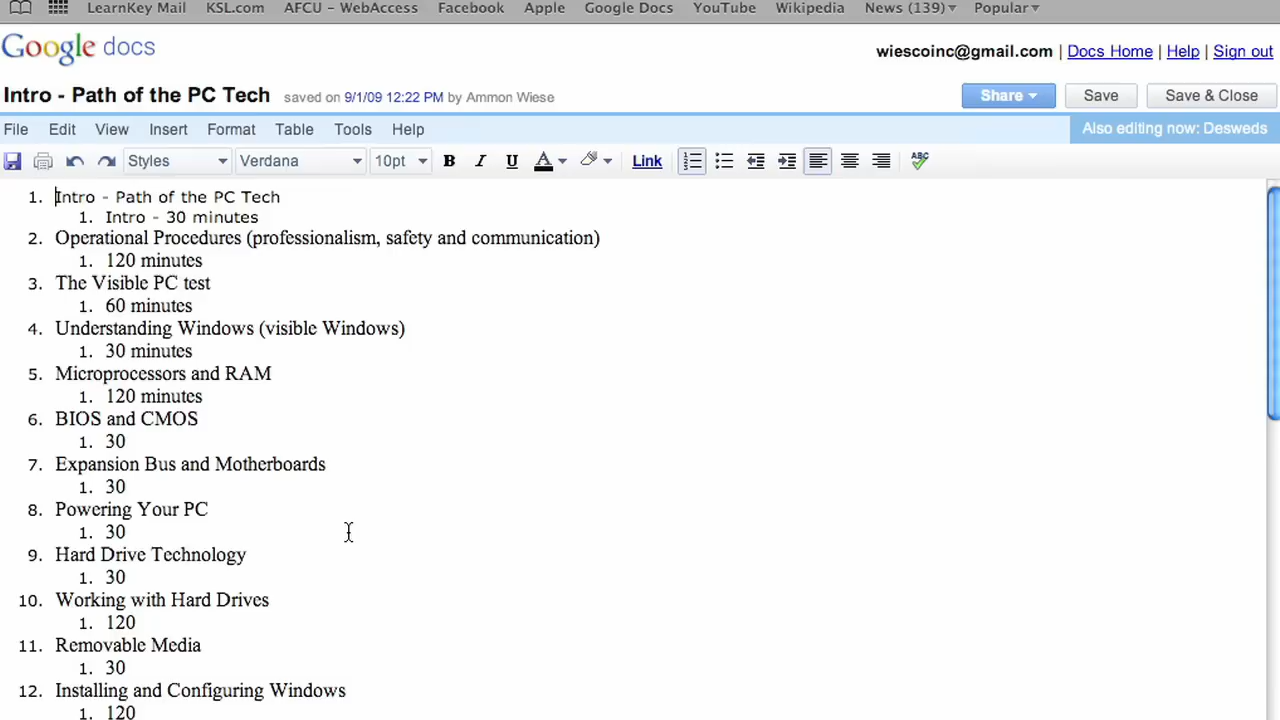 LearnKey Mail KSL.com AFCU - WebAccess Facebook Apple Google Docs YouTube Wikipedia News (139) Popular
Google docs
wiescoinc@gmail.com | Docs Home | Help | Sign out
Intro - Path of the PC Tech saved on 9/1/09 12:22 PM by Ammon Wiese Share Save Save & Close
File Edit View Insert Format Table Tools Help Also editing now: Desweds
Styles Verdana 10pt B I U A Link ABC
1. Intro - Path of the PC Tech
1. Intro - 30 minutes
2. Operational Procedures (professionalism, safety and communication)
1. 120 minutes
3. The Visible PC test
1. 60 minutes
4. Understanding Windows (visible Windows)
1. 30 minutes
5. Microprocessors and RAM
1. 120 minutes
6. BIOS and CMOS
1. 30
7. Expansion Bus and Motherboards
1. 30
8. Powering Your PC
1. 30
9. Hard Drive Technology
1. 30
10. Working with Hard Drives
1. 120
11. Removable Media
1. 30
12. Installing and Configuring Windows
1. 120